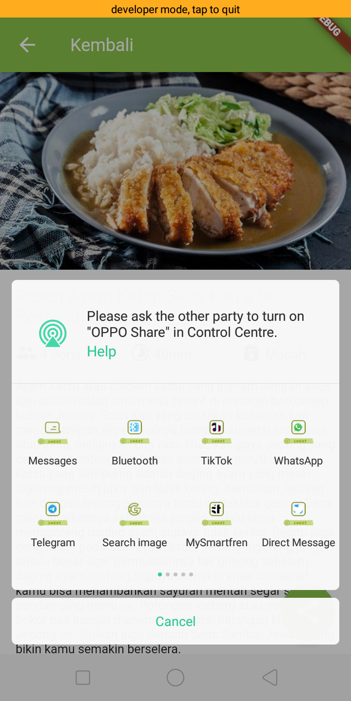 developer mode, tap to quit
Kembali
Please ask the other party to turn on
"OPPO Share" in Control Centre.
Help
Messages
Bluetooth
TikTok
WhatsApp
Telegram
Search image
MySmartfren
Direct Message
kamu bisa menambahkan sayuran mentah segar
Cancel
bikin kamu semakin berselera.